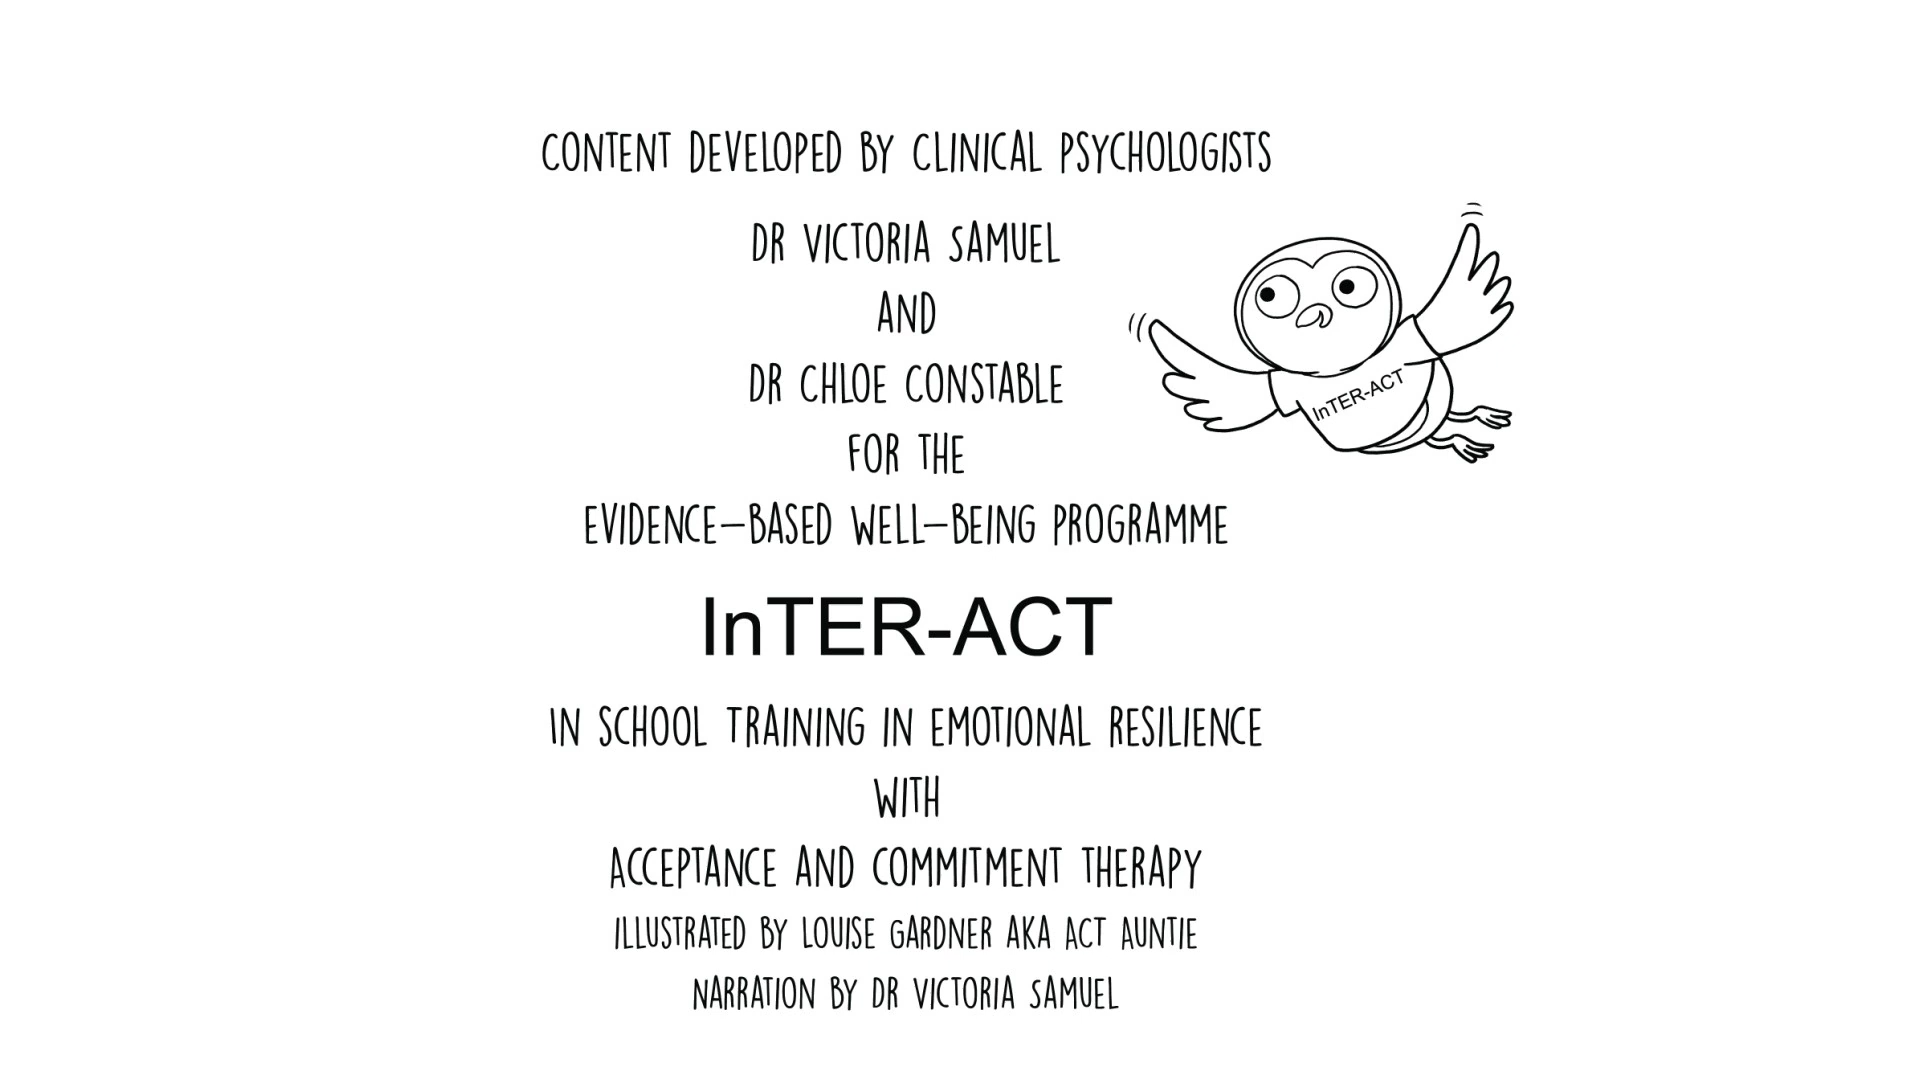 CONTENT DEVELOPED BY CLINICAL PSYCHOLOGISTS
DR VICTORIA SAMUEL
AND
DR CHLOE CONSTABLE
FOR THE
EVIDENCE-BASED WELL-BEING PROGRAMME
InTER-ACT
IN SCHOOL TRAINING IN EMOTIONAL RESILIENCE
WITH
ACCEPTANCE AND COMMITMENT THERAPY
ILLUSTRATED BY LOUISE GARDNER AKA ACT AUNTIE
NARRATION BY DR VICTORIA SAMUEL
InTER-ACT